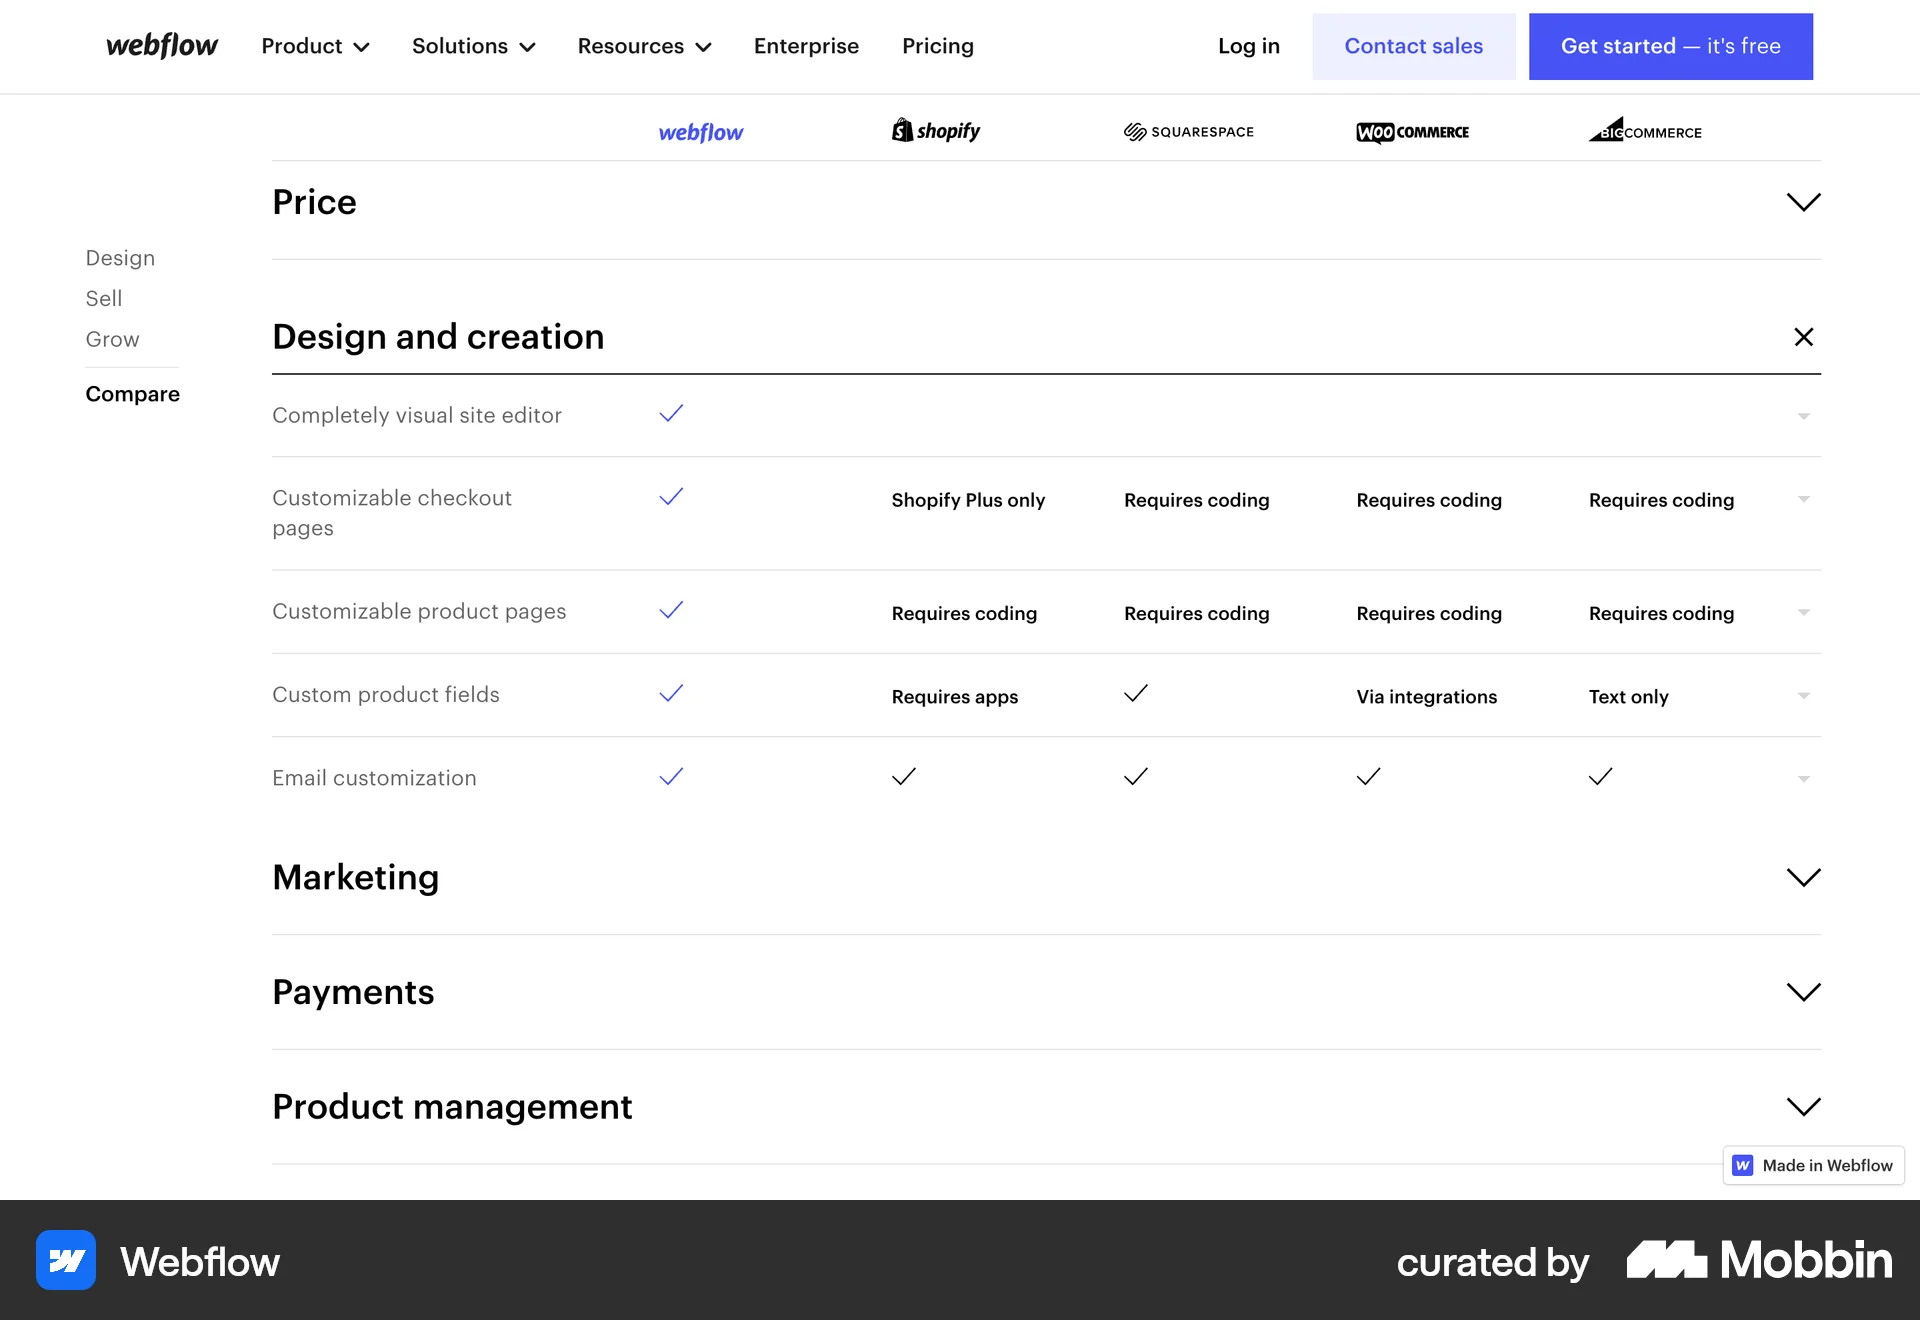 webflow Product Solutions Resources Enterprise Pricing Log in Contact sales Get started — it's free
webflow shopify SQUARESPACE WOOCOMMERCE BIGCOMMERCE
Price
Design
Sell
Grow
Compare
Design and creation
Completely visual site editor
Customizable checkout
pages
Shopify Plus only Requires coding Requires coding Requires coding
Customizable product pages Requires coding Requires coding Requires coding Requires coding
Custom product fields Requires apps Via integrations Text only
Email customization
Marketing
Payments
Product management
W Made in Webflow
Webflow curated by Mobbin